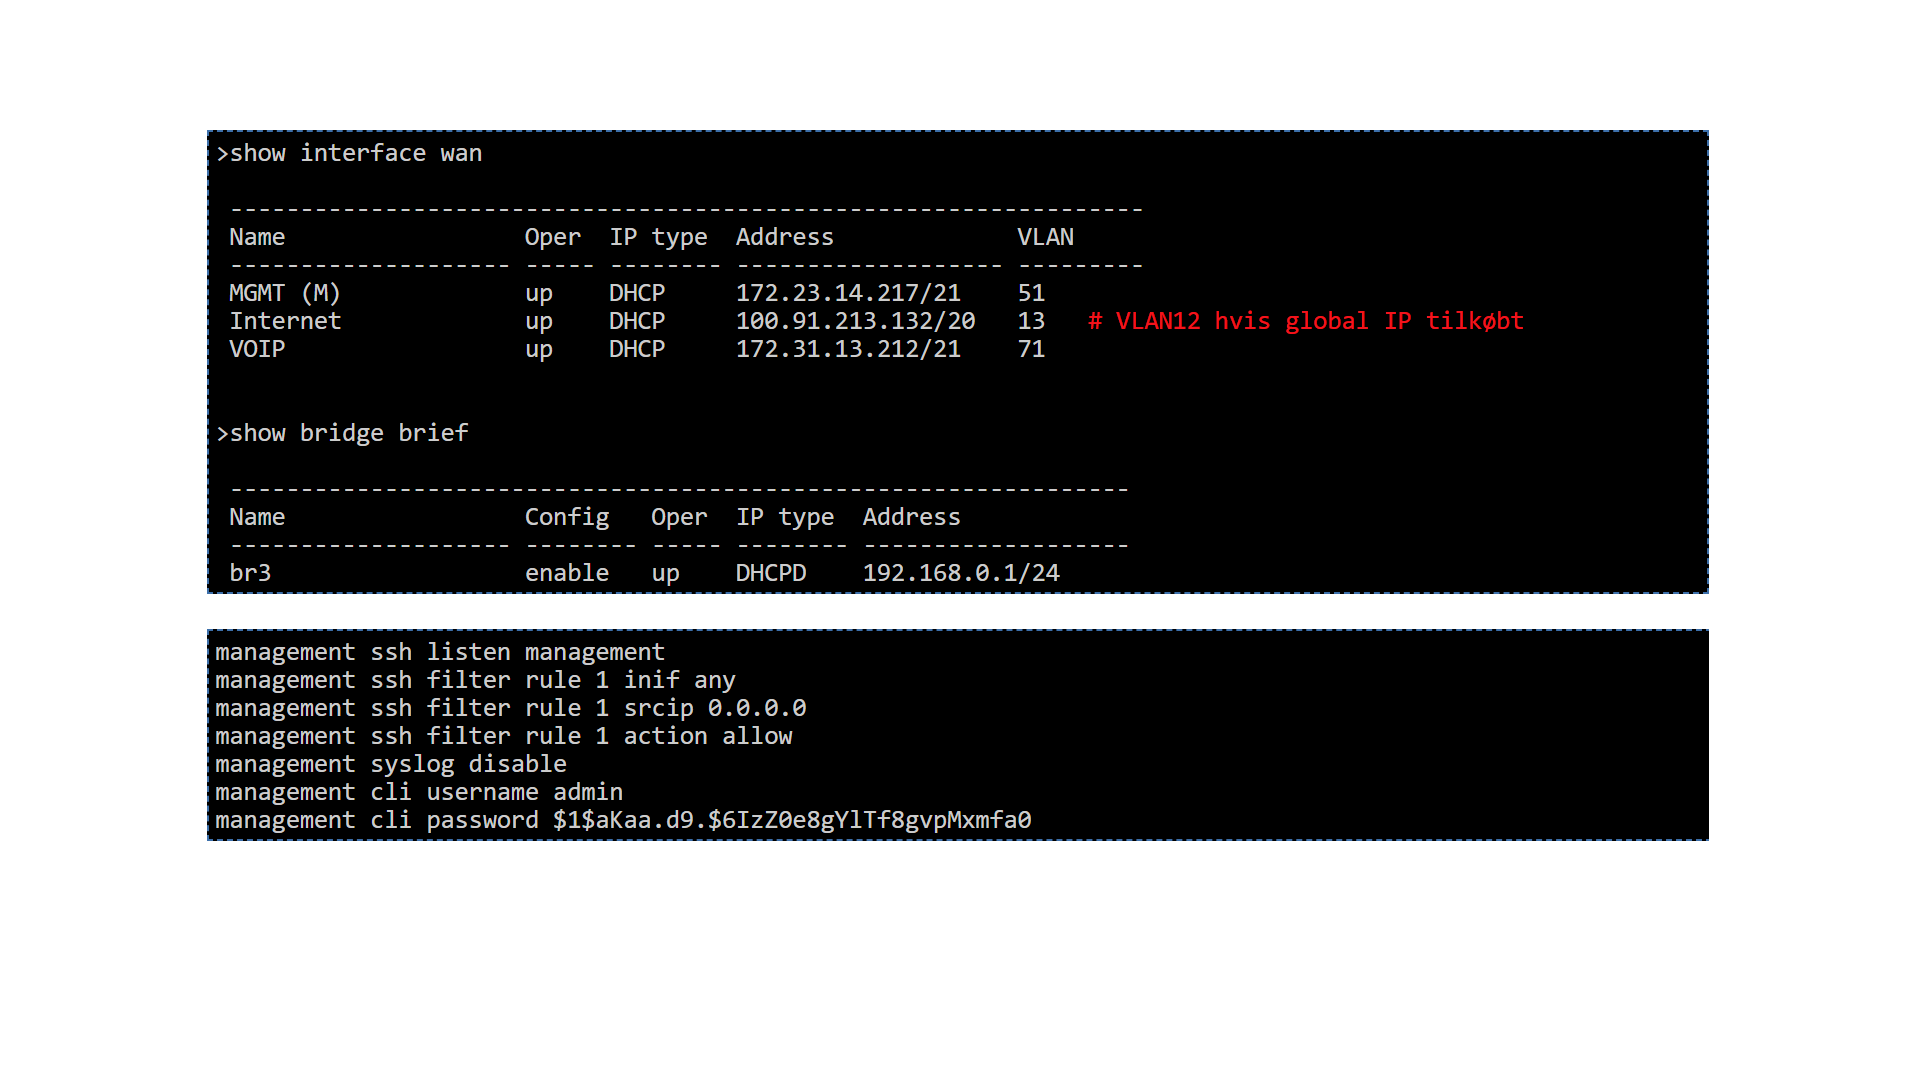 >show interface wan
-----------------------------------------------------------------
Name                 Oper  IP type  Address             VLAN
-------------------- ----- -------- ------------------- ---------
MGMT (M)             up    DHCP     172.23.14.217/21    51
Internet             up    DHCP     100.91.213.132/20   13   # VLAN12 hvis global IP tilkøbt
VOIP                 up    DHCP     172.31.13.212/21    71
>show bridge brief
----------------------------------------------------------------
Name                 Config   Oper  IP type  Address
-------------------- -------- ----- -------- -------------------
br3                  enable   up    DHCPD    192.168.0.1/24
management ssh listen management
management ssh filter rule 1 inif any
management ssh filter rule 1 srcip 0.0.0.0
management ssh filter rule 1 action allow
management syslog disable
management cli username admin
management cli password $1$aKaa.d9.$6IzZ0e8gYlTf8gvpMxmfa0